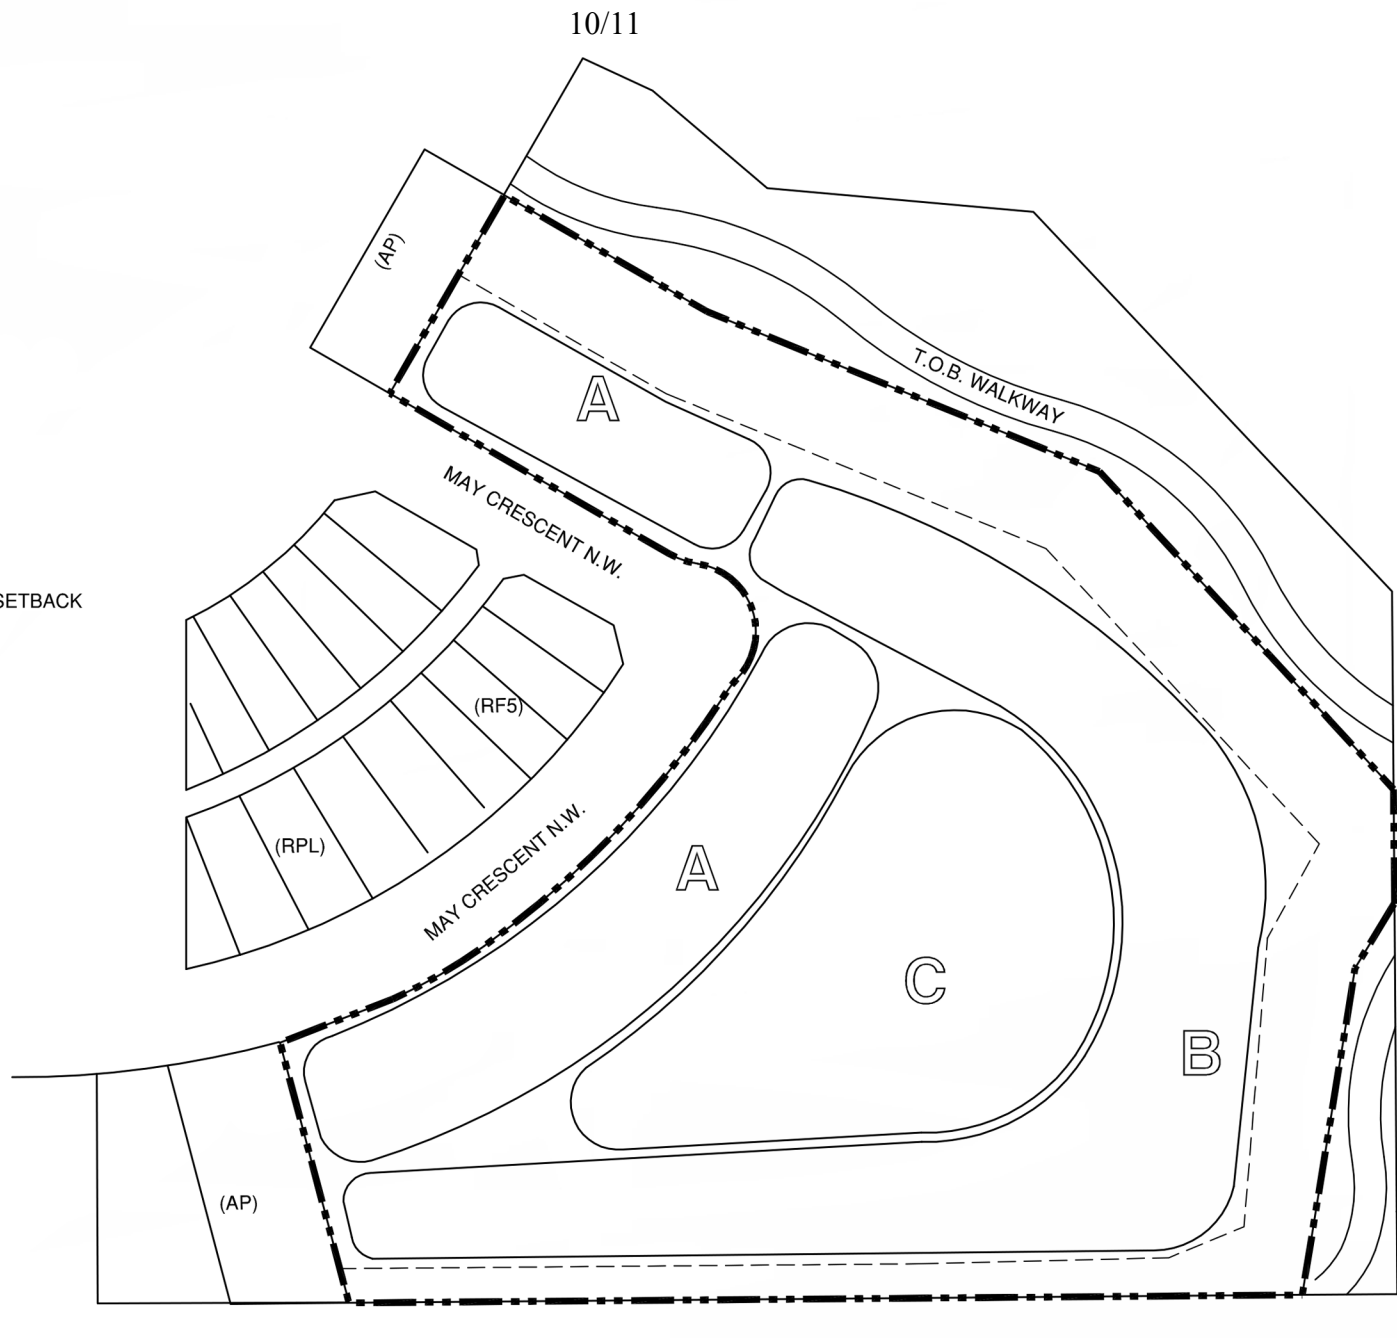 10/11
(AP)
T.O.B. WALKWAY
A
MAY CRESCENT N.W.
SETBACK
(RF5)
(RPL)
MAY CRESCENT N.W.
A
C
B
(AP)